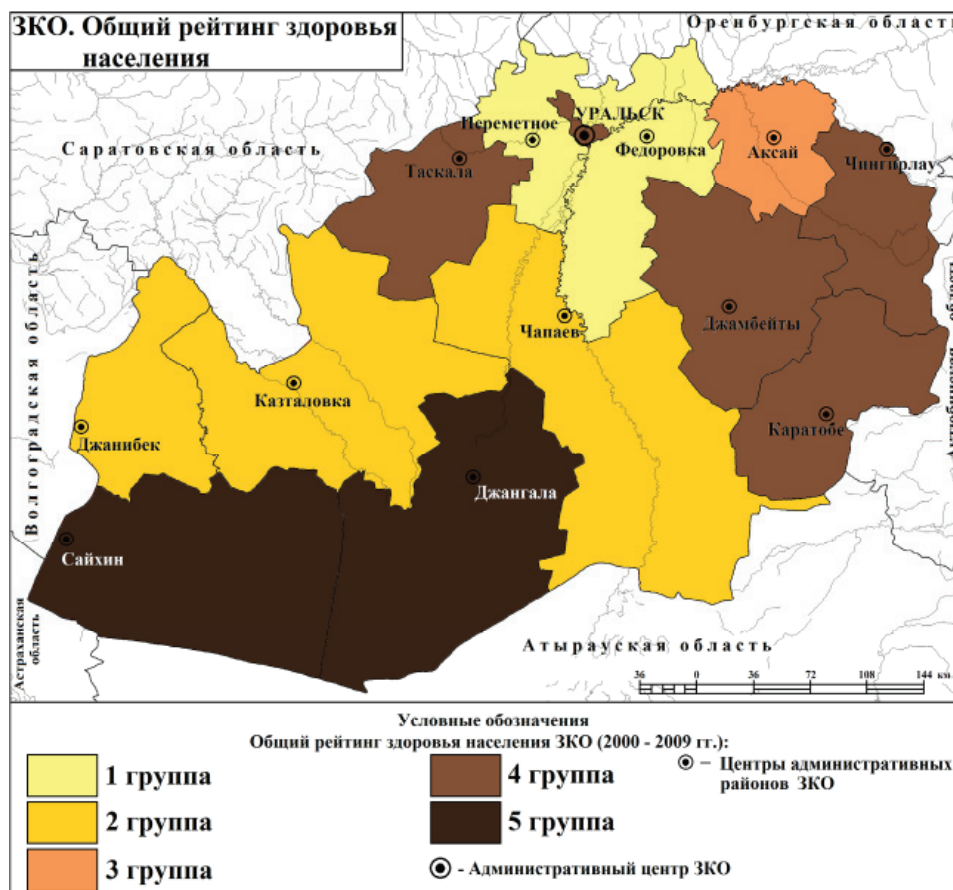 ЗКО. Общий рейтинг здоровья
населения
Оренбургская область
Саратовская область
Переметное
УРАЛЬСК
Федоровка
Аксай
Чингирлау
Таскала
Волгоградская область
Чапаев
Джамбейты
Казталовка
Джанибек
Каратобе
Актюбинская область
Джангала
Сайхин
Астраханская
область
Атырауская область
36 0 36 72 108 144 км
Условные обозначения
Общий рейтинг здоровья населения ЗКО (2000 - 2009 гг.):
1 группа
2 группа
3 группа
4 группа
5 группа
– Центры административных
районов ЗКО
- Административный центр ЗКО